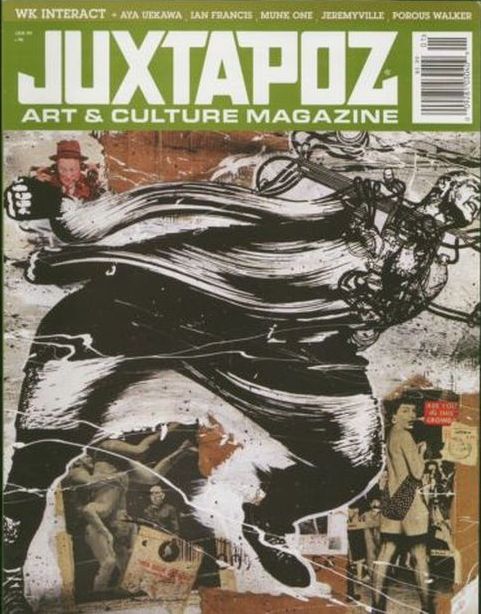 WK INTERACT + AYA UEKAWA | IAN FRANCIS | MUNK ONE | JEREMYVILLE | POROUS WALKER
JUXTAPOZ
ART & CULTURE MAGAZINE
ARE YOU
IN THIS
CROWD?